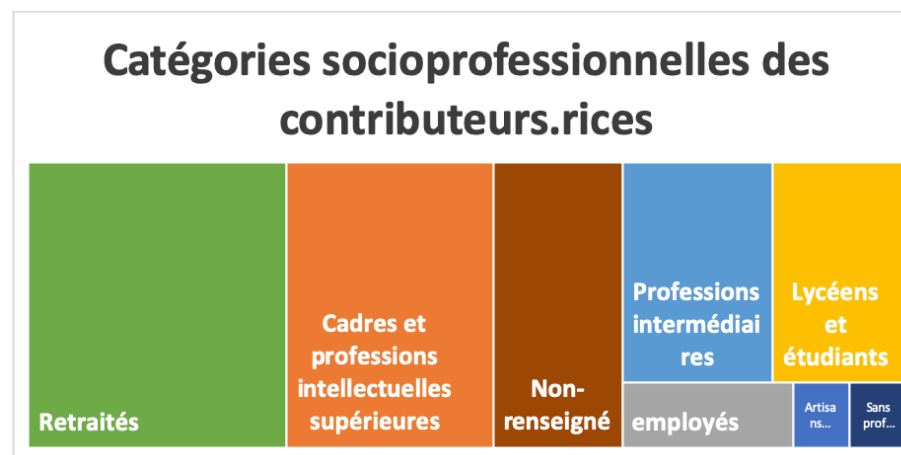 Catégories socioprofessionnelles des
contributeurs.rices
Retraités
Cadres et
professions
intellectuelles
supérieures
Non-
renseigné
Professions
intermédiai
res
Lycéens
et
étudiants
employés
Artisa
ns...
Sans
prof...